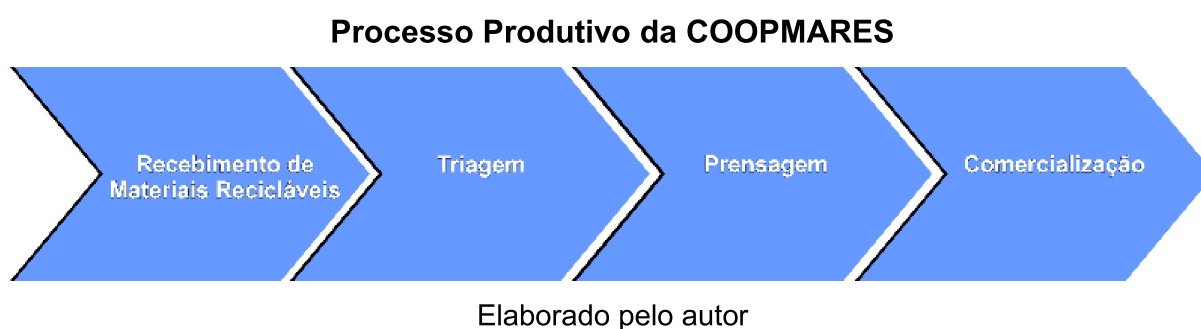 Processo Produtivo da COOPMARES
Recebimento de
Materiais Recicláveis
Triagem
Prensagem
Comercialização
Elaborado pelo autor